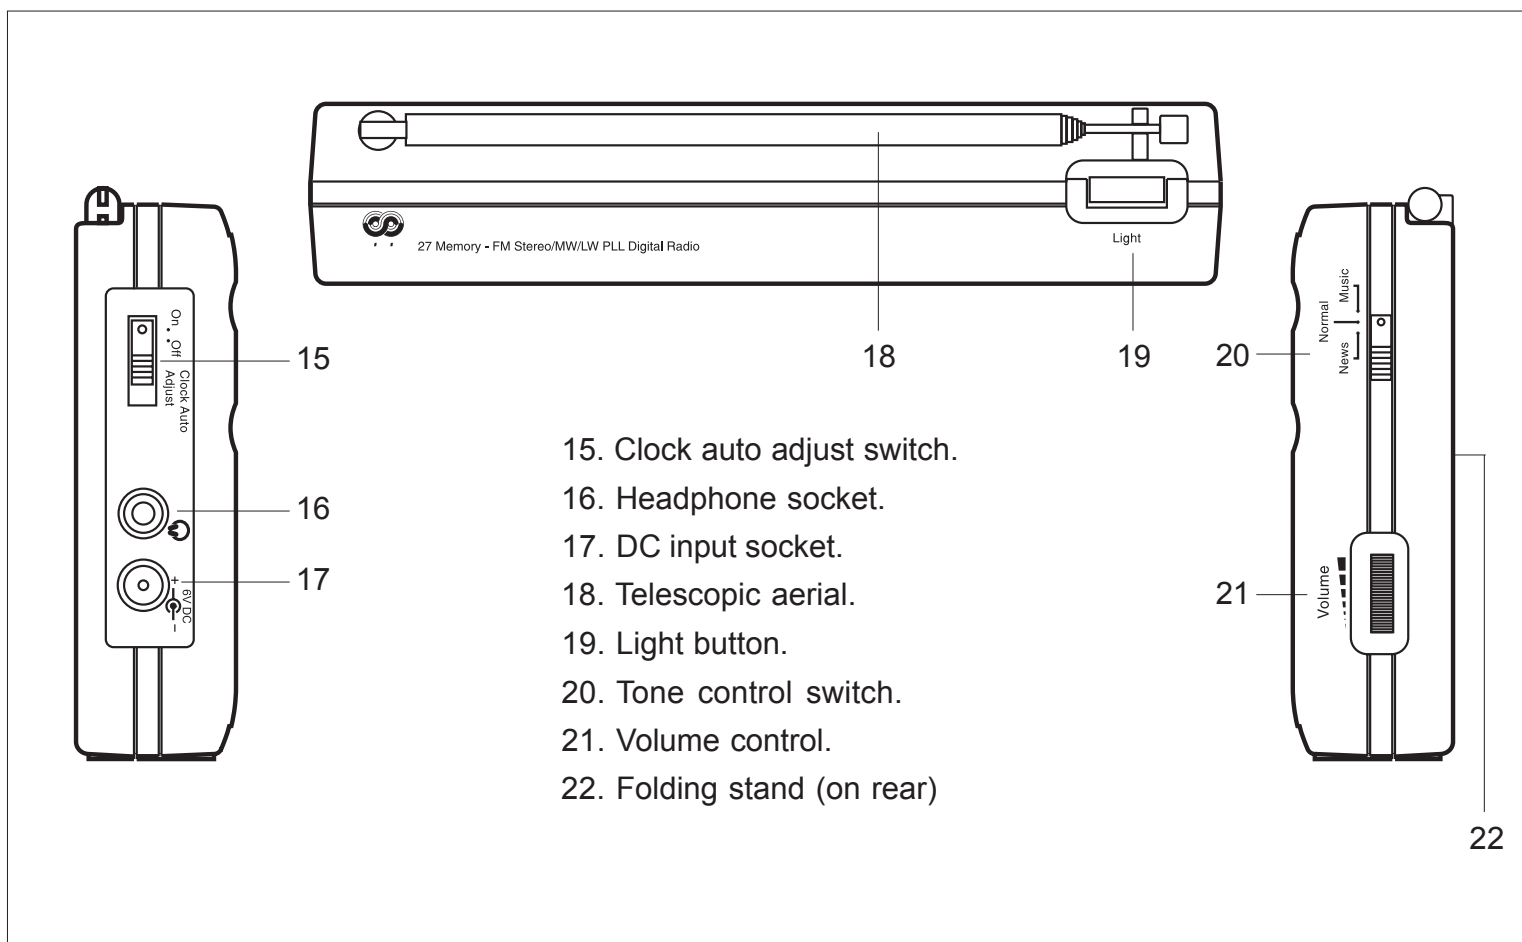 27 Memory - FM Stereo/MW/LW PLL Digital Radio
Light
18
19
On
Off
Clock Auto
Adjust
15
16
+ 6V DC -
17
Music
Normal
News
20
Volume
21
22
15. Clock auto adjust switch.
16. Headphone socket.
17. DC input socket.
18. Telescopic aerial.
19. Light button.
20. Tone control switch.
21. Volume control.
22. Folding stand (on rear)